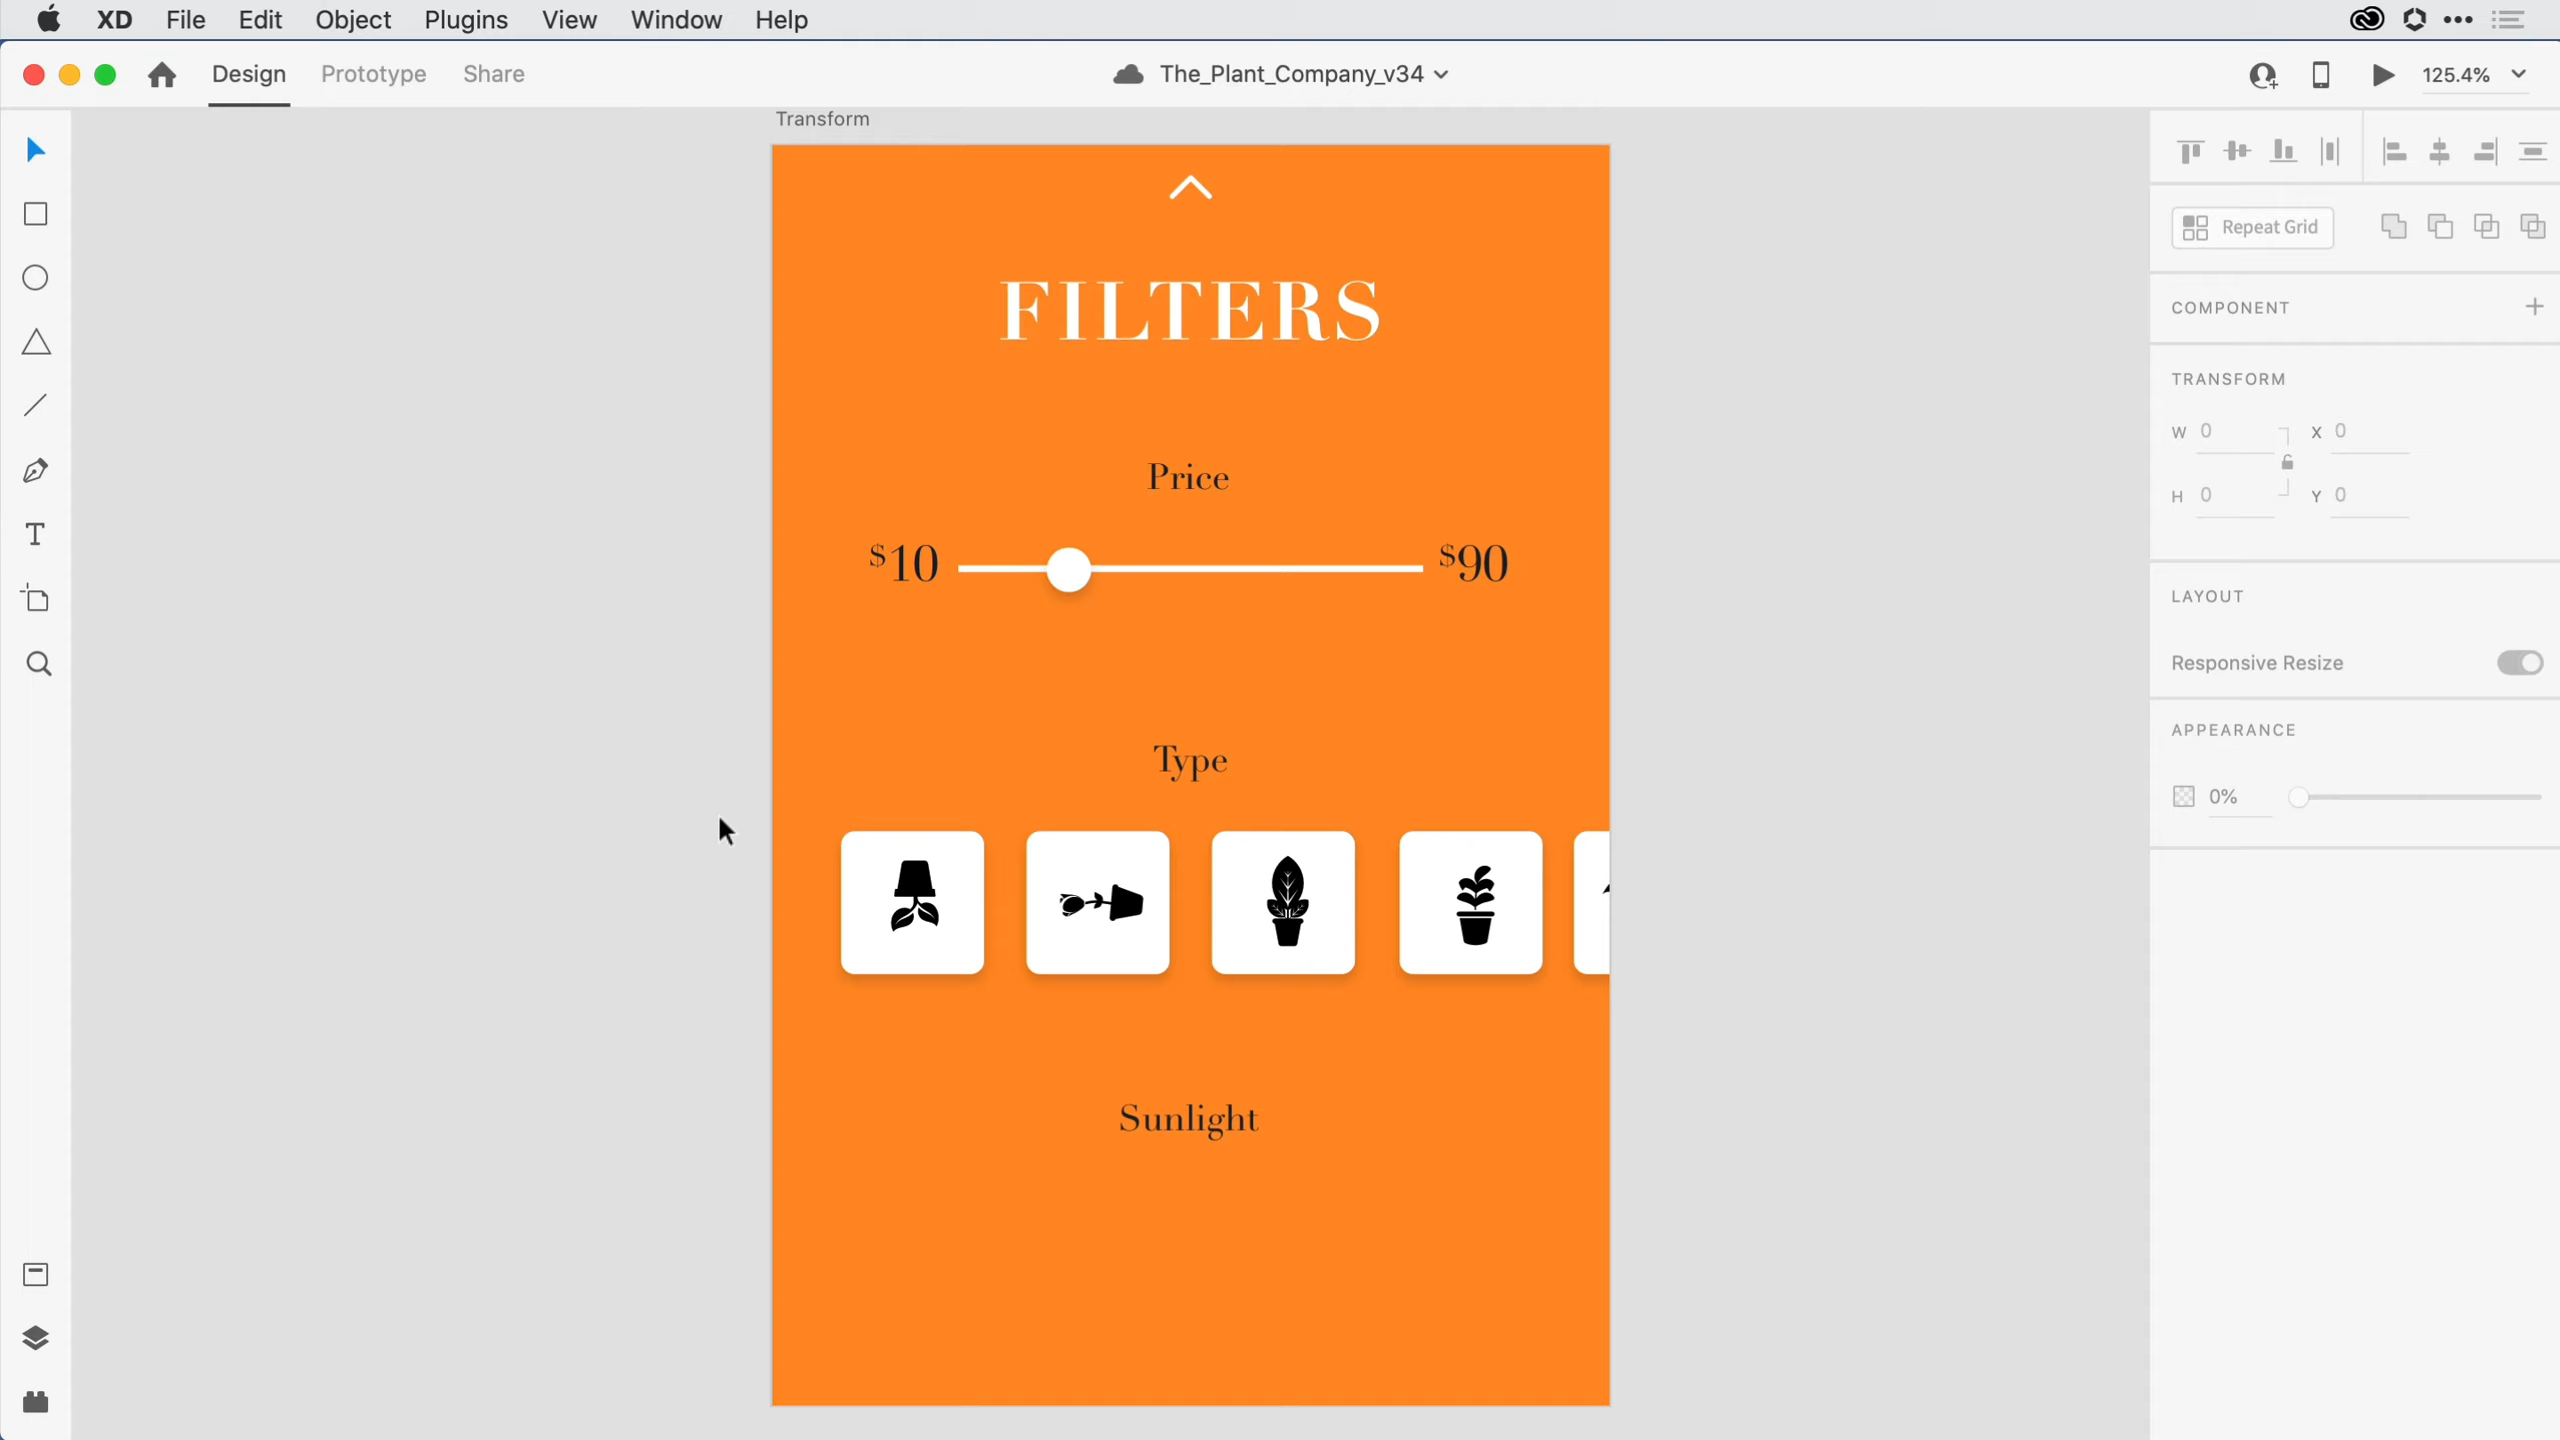 XD File Edit Object Plugins View Window Help
Design Prototype Share The_Plant_Company_v34 125.4%
Transform
Repeat Grid
FILTERS
COMPONENT
TRANSFORM
W 0 X 0
H 0 Y 0
Price
$10 $90
LAYOUT
Responsive Resize
APPEARANCE
0%
Type
Sunlight